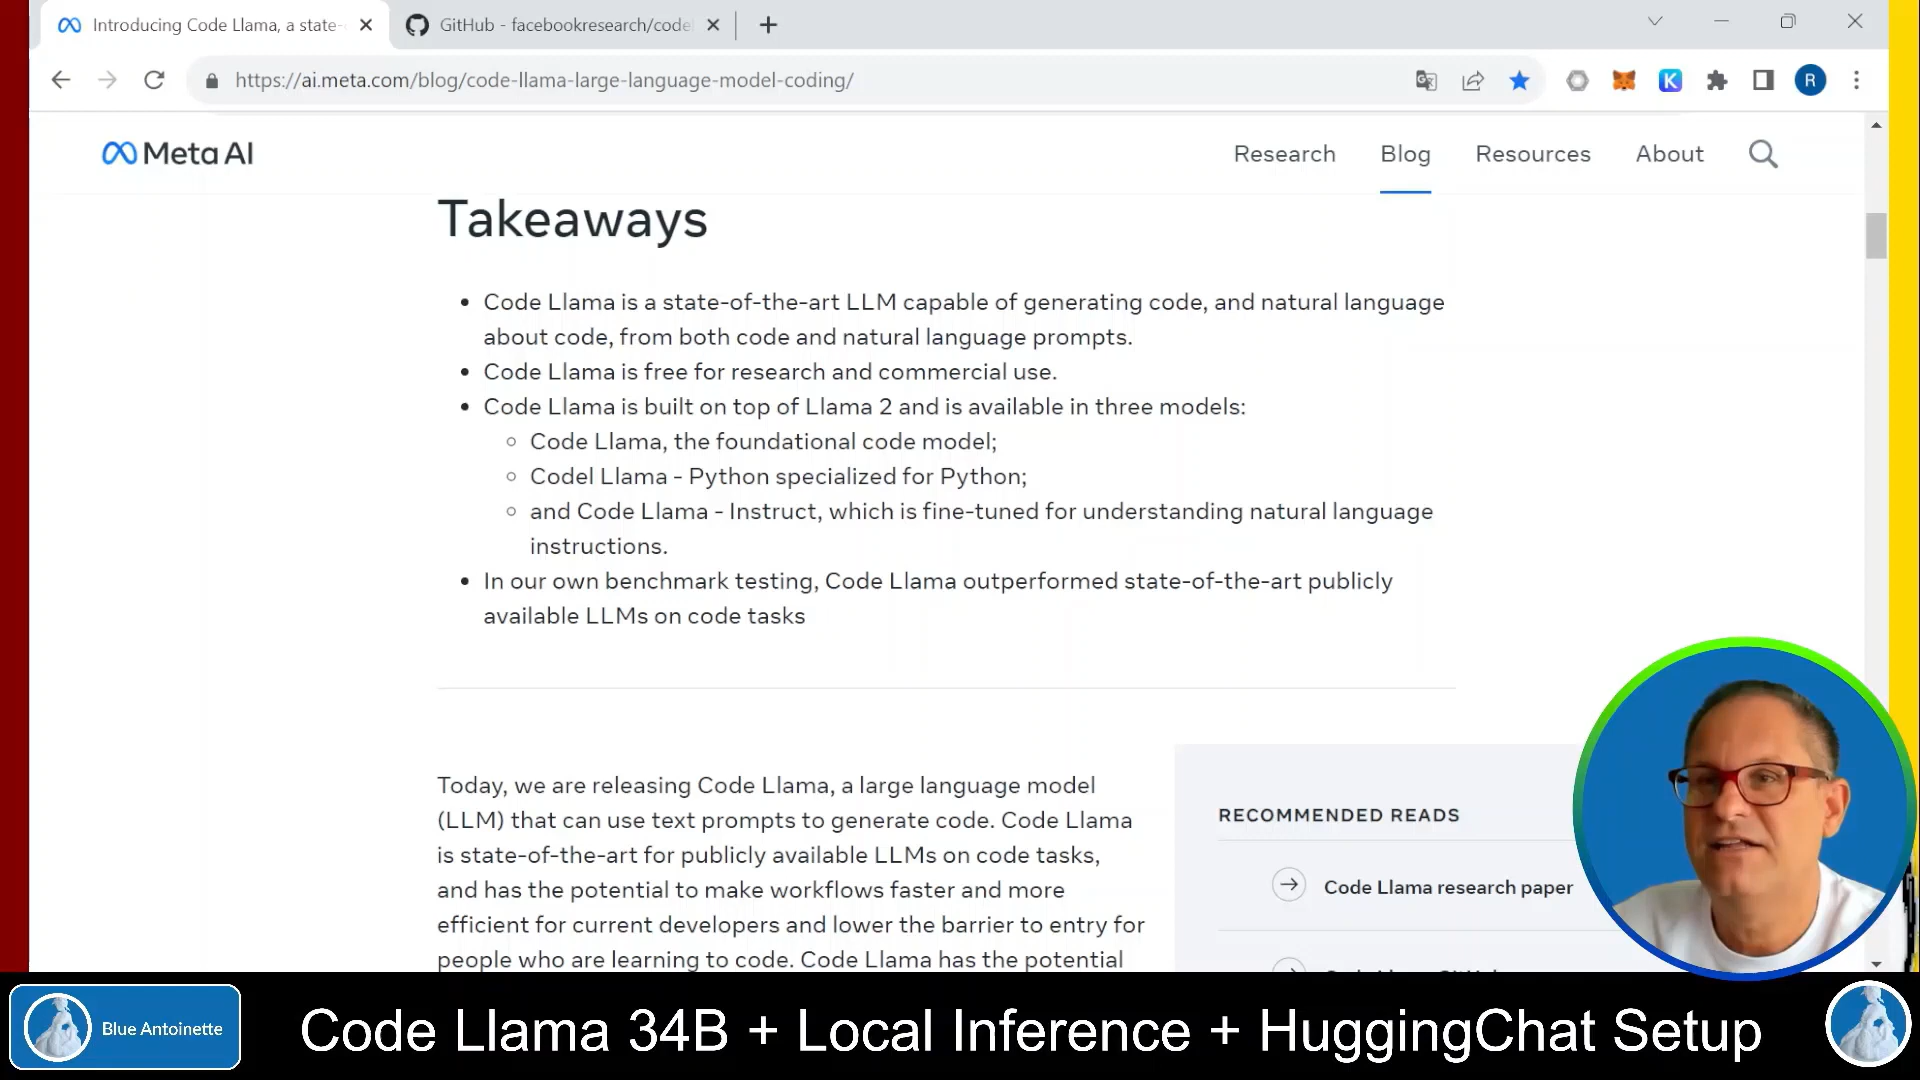 Introducing Code Llama, a state-
GitHub - facebookresearch/codel
https://ai.meta.com/blog/code-llama-large-language-model-coding/
K
R
Meta AI
Research
Blog
Resources
About
Takeaways
Code Llama is a state-of-the-art LLM capable of generating code, and natural language
about code, from both code and natural language prompts.
Code Llama is free for research and commercial use.
Code Llama is built on top of Llama 2 and is available in three models:
Code Llama, the foundational code model;
Codel Llama - Python specialized for Python;
and Code Llama - Instruct, which is fine-tuned for understanding natural language
instructions.
In our own benchmark testing, Code Llama outperformed state-of-the-art publicly
available LLMs on code tasks
Today, we are releasing Code Llama, a large language model
(LLM) that can use text prompts to generate code. Code Llama
is state-of-the-art for publicly available LLMs on code tasks,
and has the potential to make workflows faster and more
efficient for current developers and lower the barrier to entry for
people who are learning to code. Code Llama has the potential
RECOMMENDED READS
Code Llama research paper
Blue Antoinette
Code Llama 34B + Local Inference + HuggingChat Setup